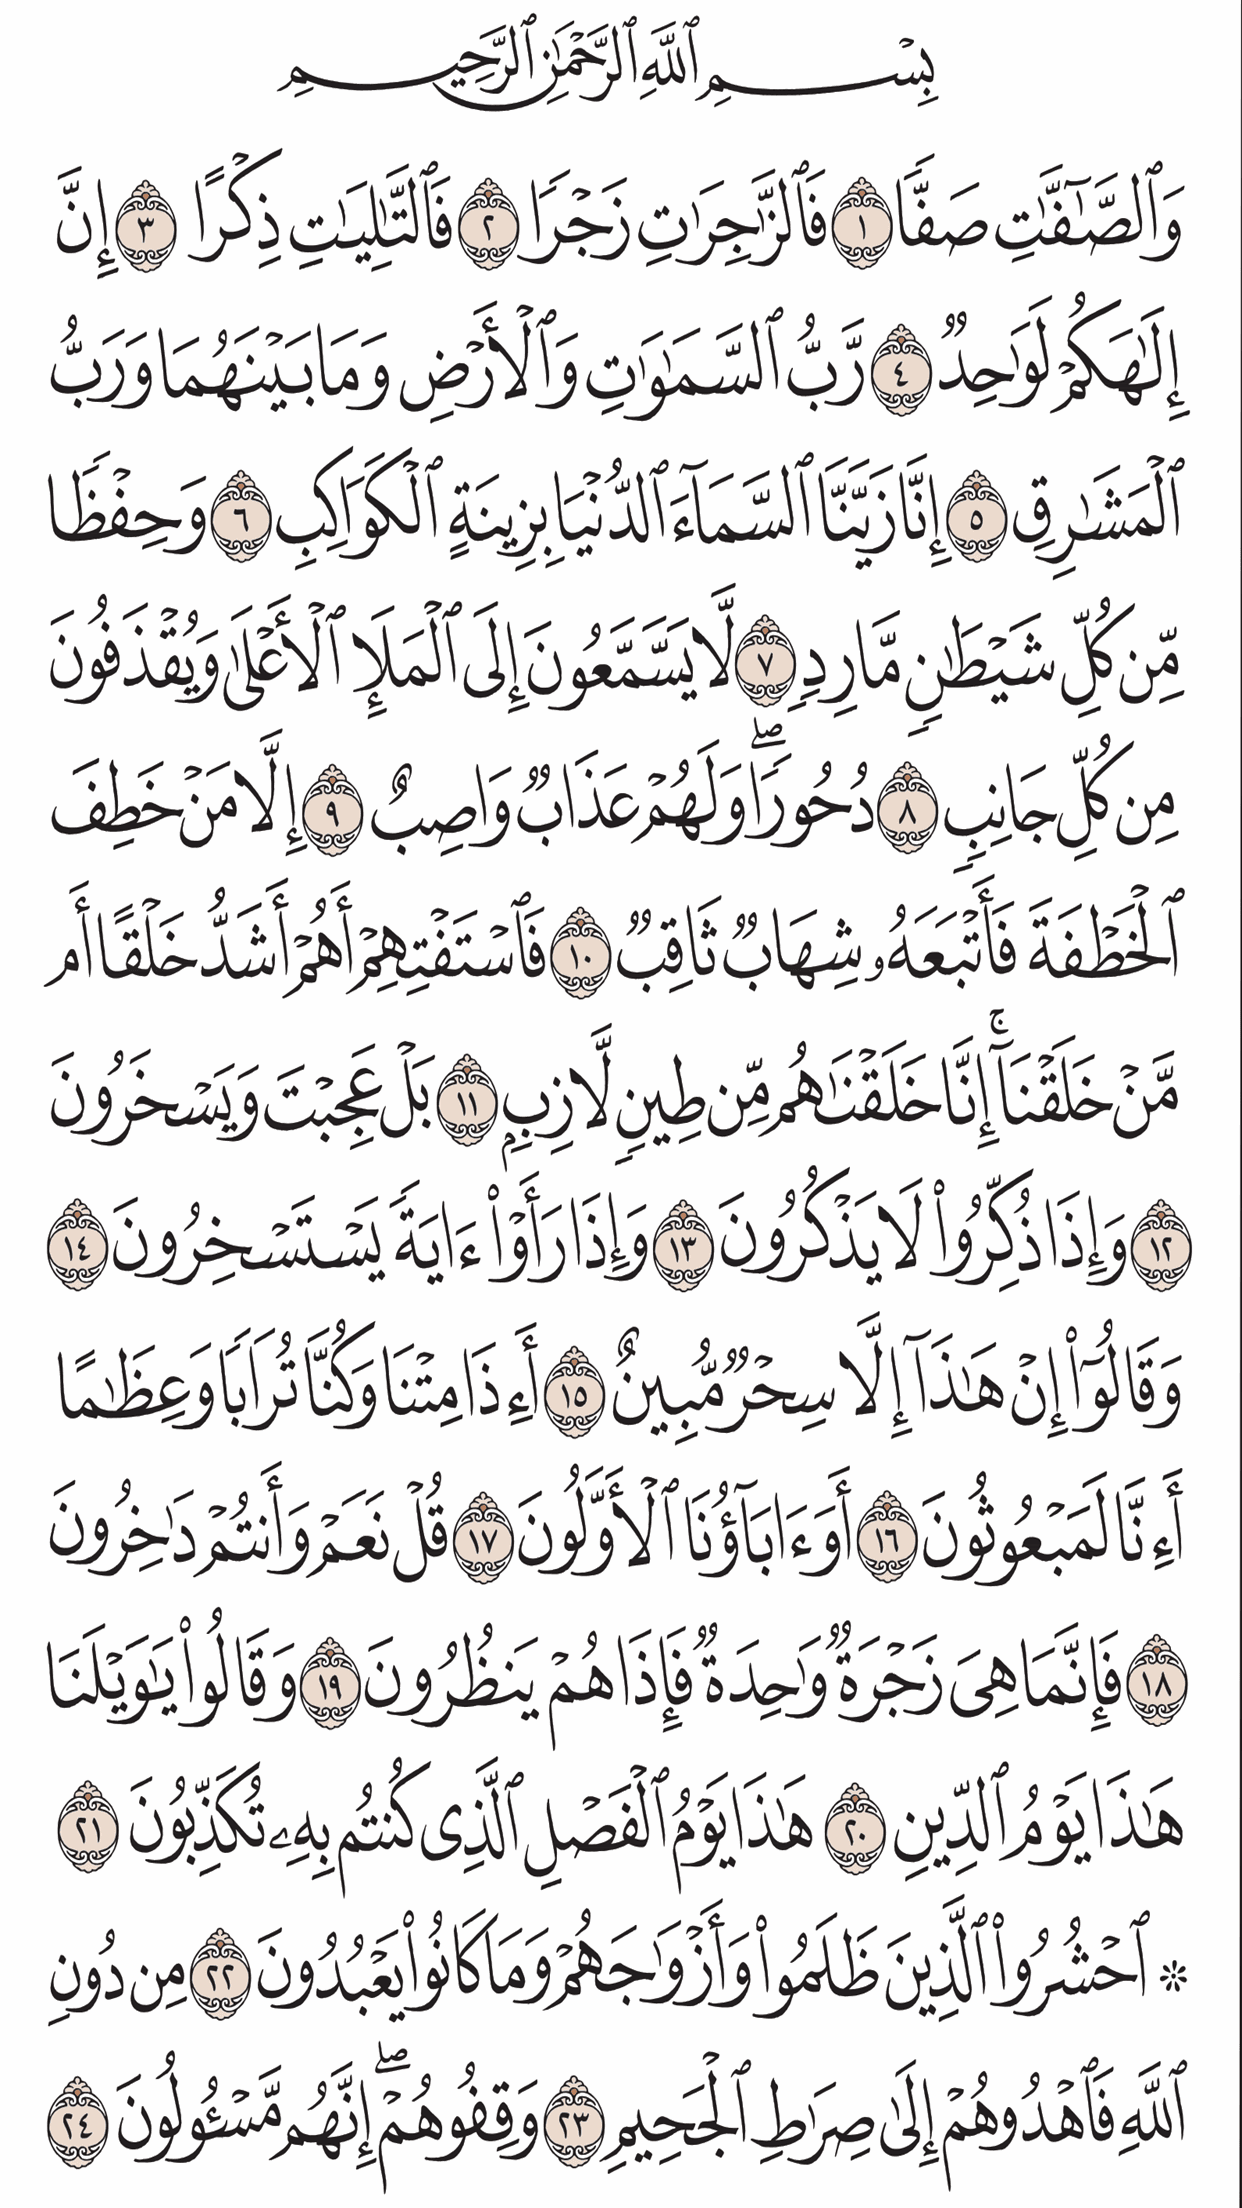 بِسْمِ ٱللَّهِ ٱلرَّحْمَٰنِ ٱلرَّحِيمِ
وَٱلصَّٰٓفَّٰتِ صَفّٗا ١ فَٱلزَّٰجِرَٰتِ زَجۡرٗا ٢ فَٱلتَّٰلِيَٰتِ ذِكۡرًا ٣ إِنَّ
إِلَٰهَكُمۡ لَوَٰحِدٞ ٤ رَّبُّ ٱلسَّمَٰوَٰتِ وَٱلۡأَرۡضِ وَمَا بَيۡنَهُمَا وَرَبُّ
ٱلۡمَشَٰرِقِ ٥ إِنَّا زَيَّنَّا ٱلسَّمَآءَ ٱلدُّنۡيَا بِزِينَةٍ ٱلۡكَوَاكِبِ ٦ وَحِفۡظٗا
مِّن كُلِّ شَيۡطَٰنٖ مَّارِدٖ ٧ لَّا يَسَّمَّعُونَ إِلَى ٱلۡمَلَإِ ٱلۡأَعۡلَىٰ وَيُقۡذَفُونَ
مِن كُلِّ جَانِبٖ ٨ دُحُورٗاۖ وَلَهُمۡ عَذَابٞ وَاصِبٌ ٩ إِلَّا مَنۡ خَطِفَ
ٱلۡخَطۡفَةَ فَأَتۡبَعَهُۥ شِهَابٞ ثَاقِبٞ ١٠ فَٱسۡتَفۡتِهِمۡ أَهُمۡ أَشَدُّ خَلۡقًا أَم
مَّنۡ خَلَقۡنَآۚ إِنَّا خَلَقۡنَٰهُم مِّن طِينٖ لَّازِبِۭ ١١ بَلۡ عَجِبۡتَ وَيَسۡخَرُونَ
١٢ وَإِذَا ذُكِّرُواْ لَا يَذۡكُرُونَ ١٣ وَإِذَا رَأَوۡاْ ءَايَةٗ يَسۡتَسۡخِرُونَ ١٤
وَقَالُوٓاْ إِنۡ هَٰذَآ إِلَّا سِحۡرٞ مُّبِينٌ ١٥ أَءِذَا مِتۡنَا وَكُنَّا تُرَابٗا وَعِظَٰمًا
أَءِنَّا لَمَبۡعُوثُونَ ١٦ أَوَءَابَآؤُنَا ٱلۡأَوَّلُونَ ١٧ قُلۡ نَعَمۡ وَأَنتُمۡ دَٰخِرُونَ
١٨ فَإِنَّمَا هِيَ زَجۡرَةٞ وَٰحِدَةٞ فَإِذَا هُمۡ يَنظُرُونَ ١٩ وَقَالُواْ يَٰوَيۡلَنَا
هَٰذَا يَوۡمُ ٱلدِّينِ ٢٠ هَٰذَا يَوۡمُ ٱلۡفَصۡلِ ٱلَّذِي كُنتُم بِهِۦ تُكَذِّبُونَ ٢١
۞ ٱحۡشُرُواْ ٱلَّذِينَ ظَلَمُواْ وَأَزۡوَٰجَهُمۡ وَمَا كَانُواْ يَعۡبُدُونَ ٢٢ مِن دُونِ
ٱللَّهِ فَٱهۡدُوهُمۡ إِلَىٰ صِرَٰطِ ٱلۡجَحِيمِ ٢٣ وَقِفُوهُمۡۖ إِنَّهُم مَّسۡـُٔولُونَ ٢٤